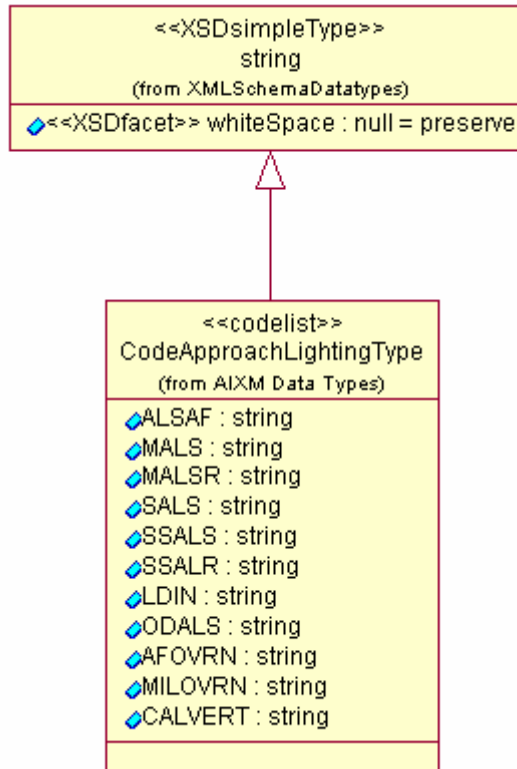 <<XSDsimpleType>>
string
(from XMLSchemaDatatypes)
<<XSDfacet>> whiteSpace : null = preserve
<<codelist>>
CodeApproachLightingType
(from AIXM Data Types)
ALSAF : string
MALS : string
MALSR : string
SALS : string
SSALS : string
SSALR : string
LDIN : string
ODALS : string
AFOVRN : string
MILOVRN : string
CALVERT : string